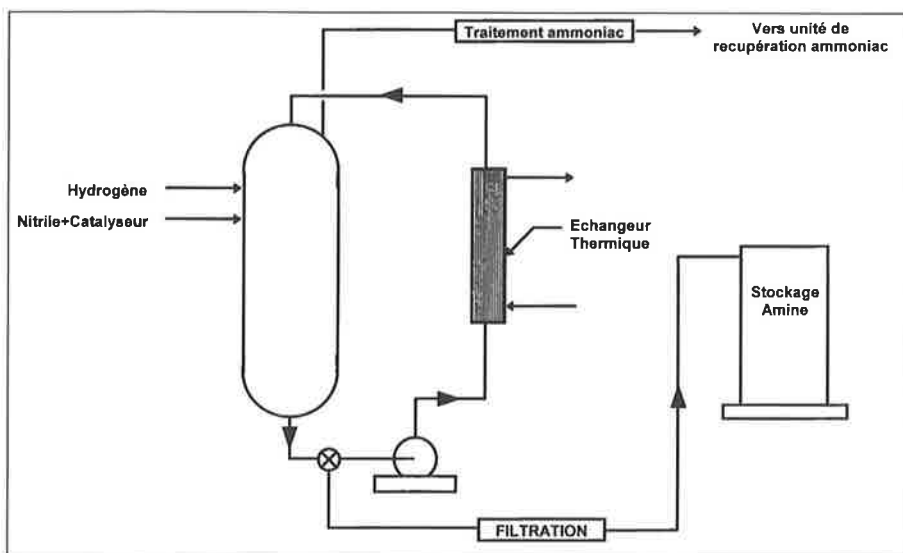 Traitement ammoniac
Vers unité de
recupération ammoniac
Hydrogène
Nitrile+Catalyseur
Echangeur
Thermique
Stockage
Amine
FILTRATION